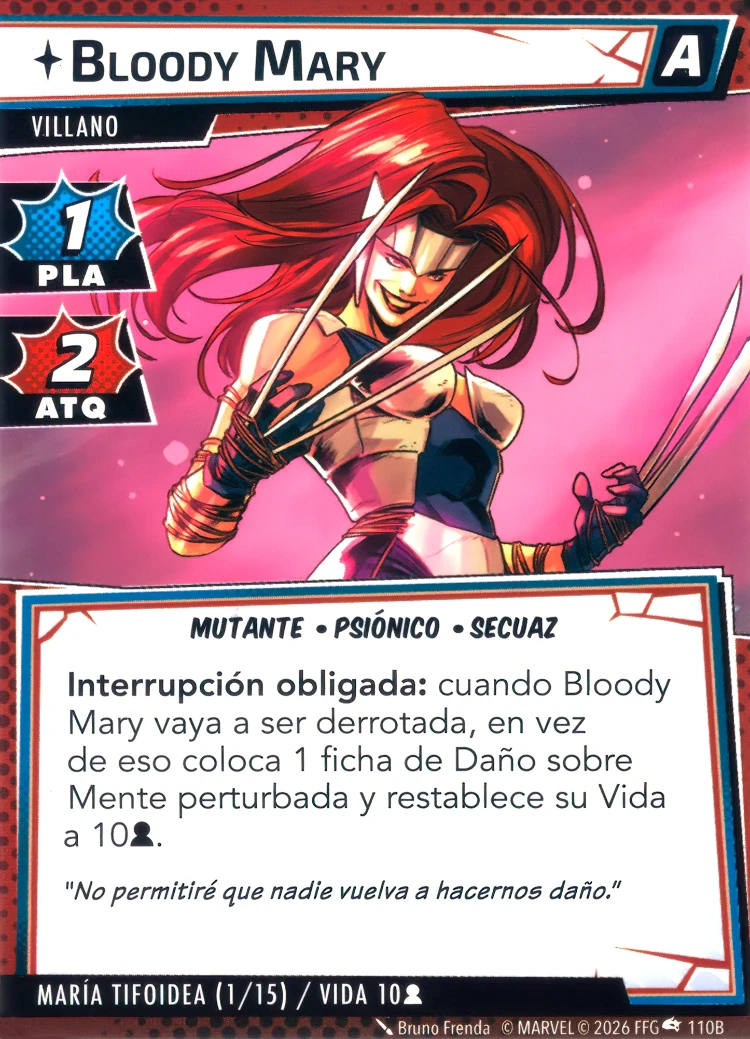 BLOODY MARY
A
VILLANO
1
PLA
2
ATQ
MUTANTE • PSIÓNICO • SECUAZ
Interrupción obligada: cuando Bloody
Mary vaya a ser derrotada, en vez
de eso coloca 1 ficha de Daño sobre
Mente perturbada y restablece su Vida
a 10.
"No permitiré que nadie vuelva a hacernos daño."
MARÍA TIFOIDEA (1/15) / VIDA 10
Bruno Frenda © MARVEL © 2026 FFG 110B